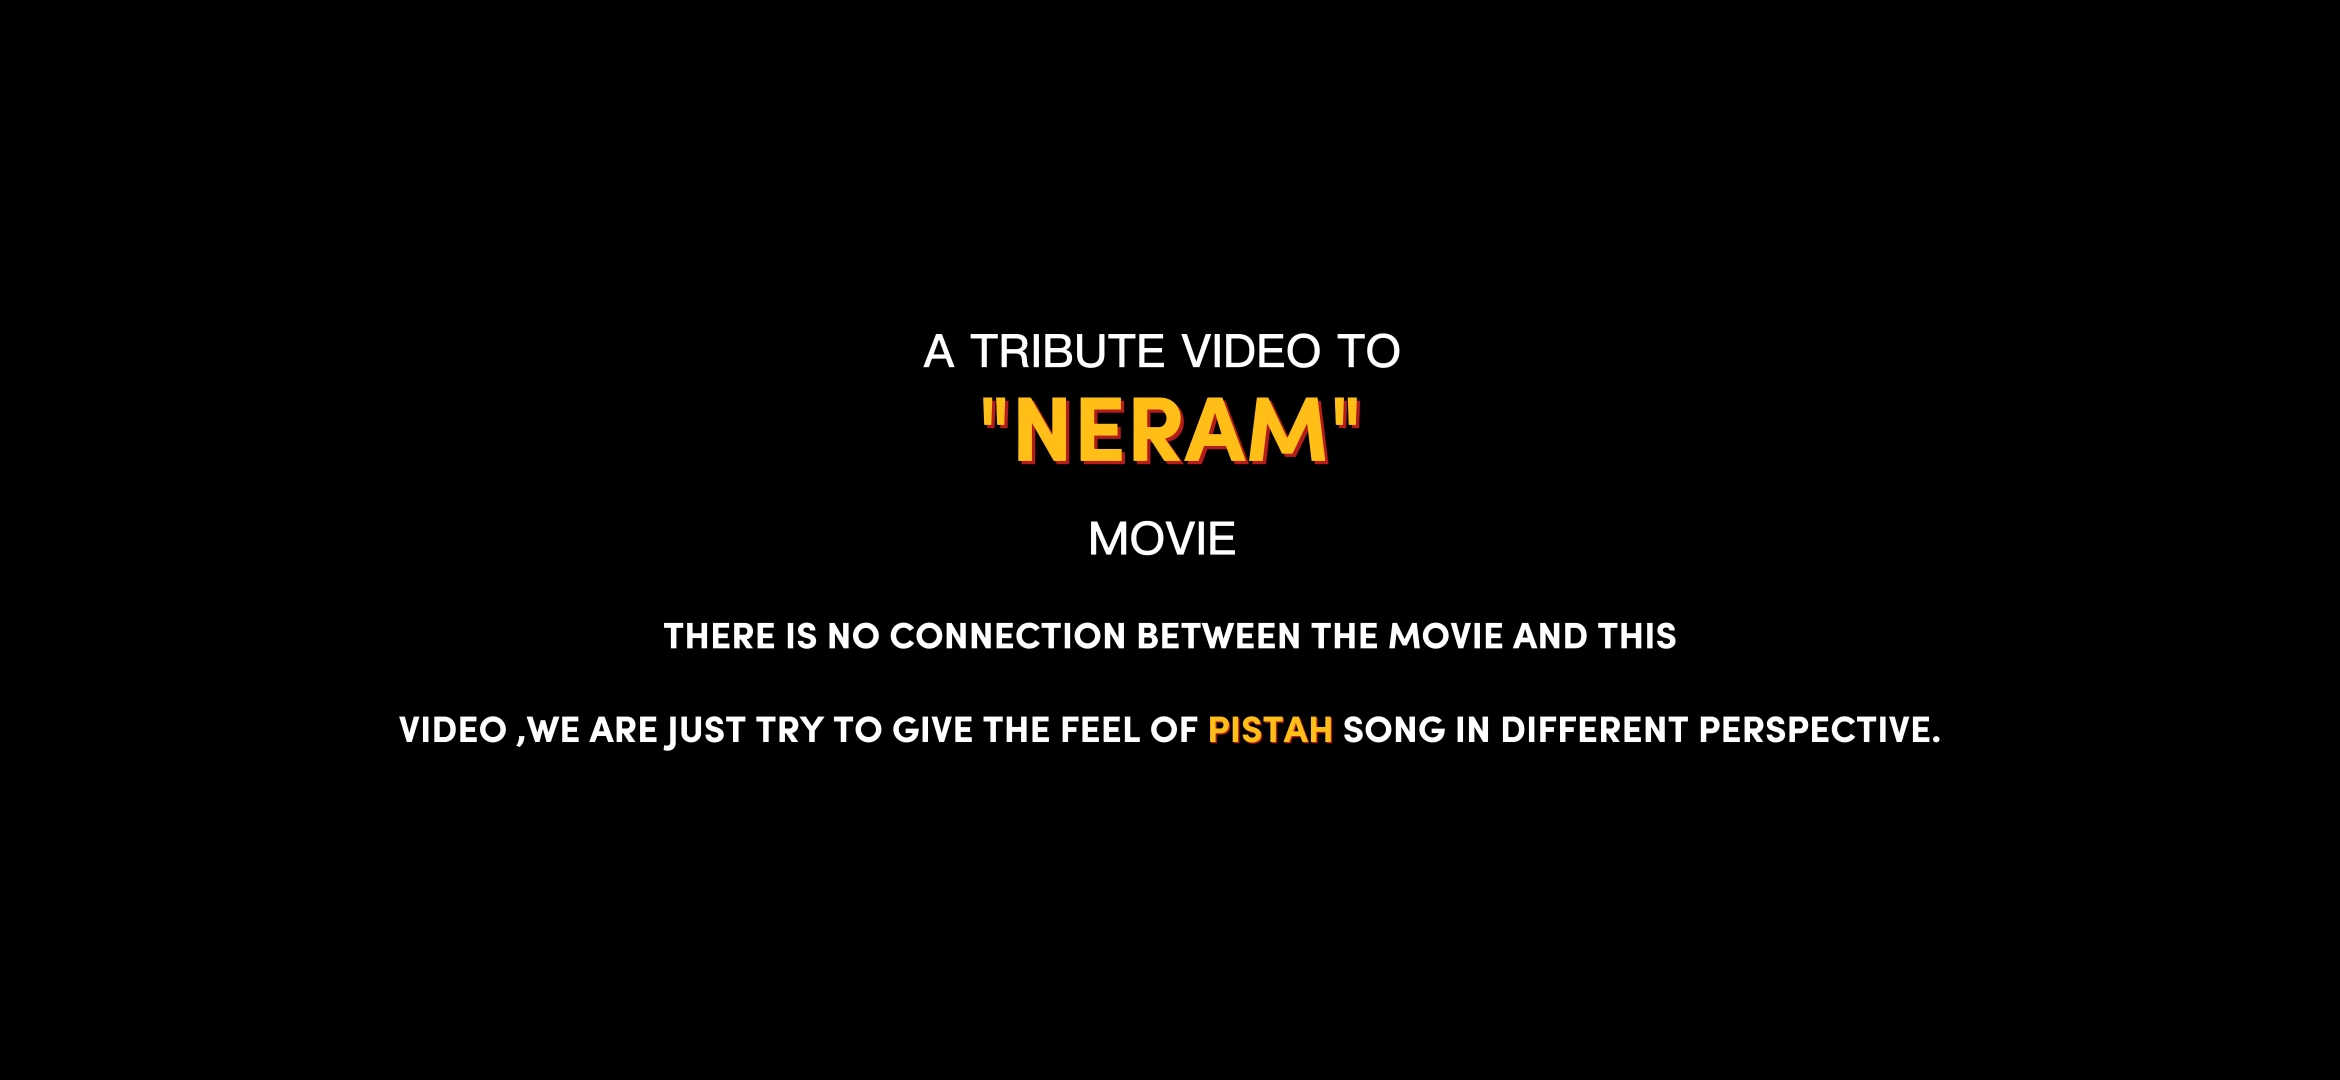 A TRIBUTE VIDEO TO
"NERAM"
MOVIE
THERE IS NO CONNECTION BETWEEN THE MOVIE AND THIS
VIDEO ,WE ARE JUST TRY TO GIVE THE FEEL OF PISTAH SONG IN DIFFERENT PERSPECTIVE.